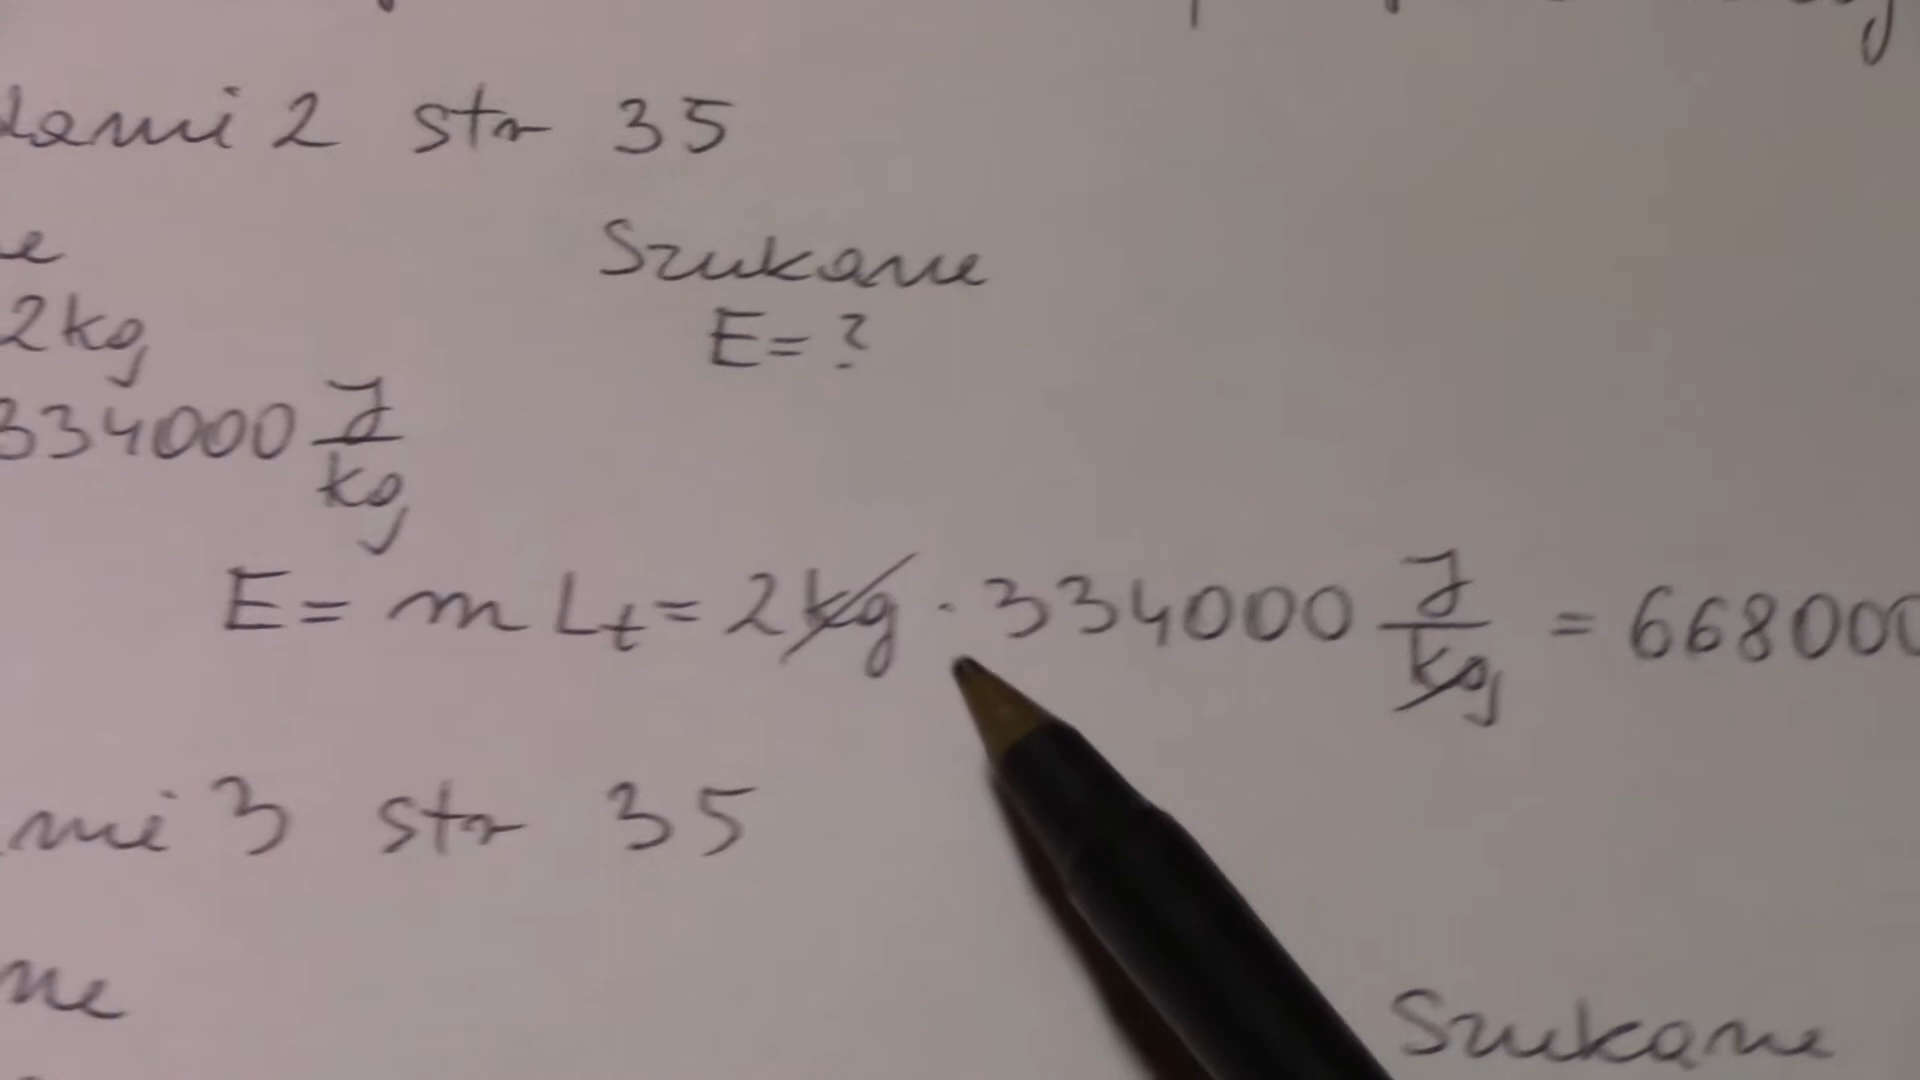 2 str 35
Szukane
2kg E=?
334000 J/kg
E = m Lt = 2kg · 334000 J/kg = 668000
3 str 35
Szukane